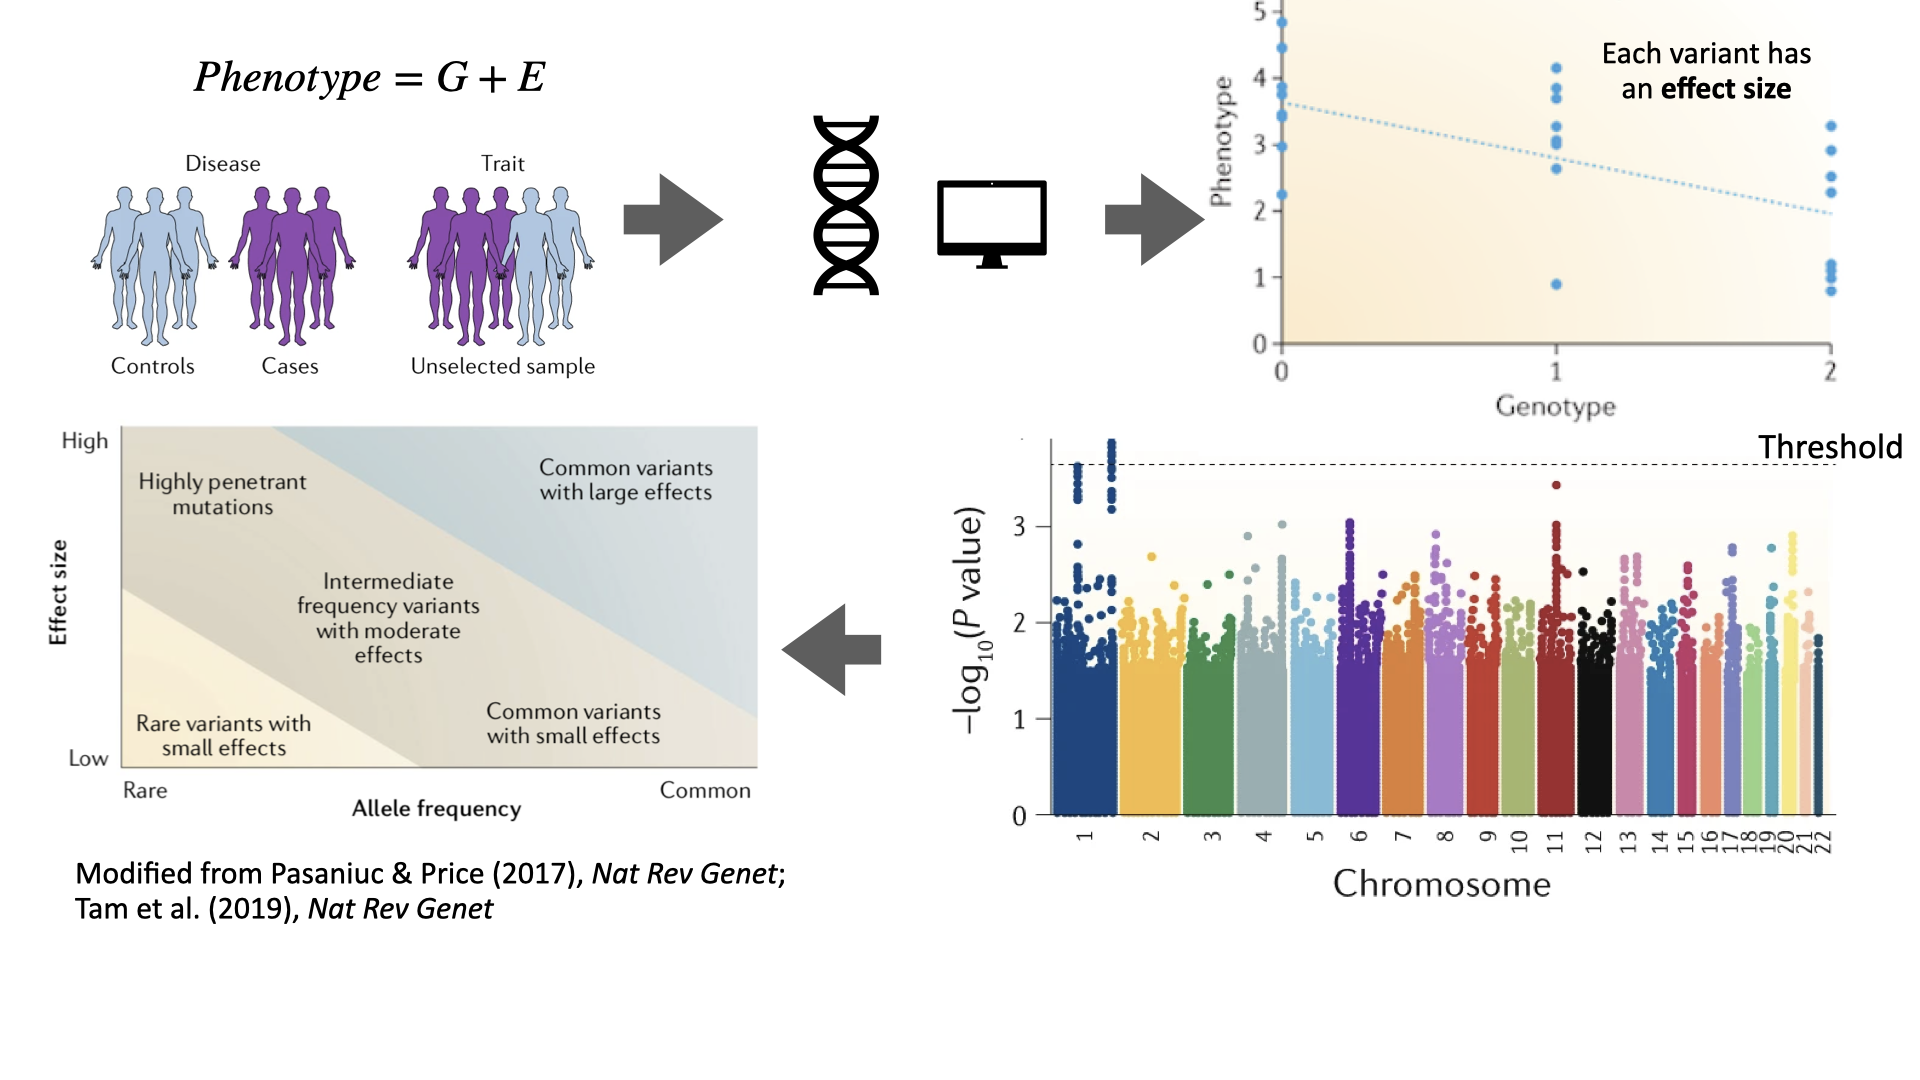 Phenotype = G + E
Disease
Trait
Controls
Cases
Unselected sample
5
4
3
2
1
0
Phenotype
0
1
2
Genotype
Each variant has
an effect size
High
Low
Effect size
Highly penetrant
mutations
Common variants
with large effects
Intermediate
frequency variants
with moderate
effects
Rare variants with
small effects
Common variants
with small effects
Rare
Common
Allele frequency
Threshold
3
2
1
0
–log10(P value)
1
2
3
4
5
6
7
8
9
10
11
12
13
14
15
16
17
18
19
20
21
22
Chromosome
Modified from Pasaniuc & Price (2017), Nat Rev Genet;
Tam et al. (2019), Nat Rev Genet